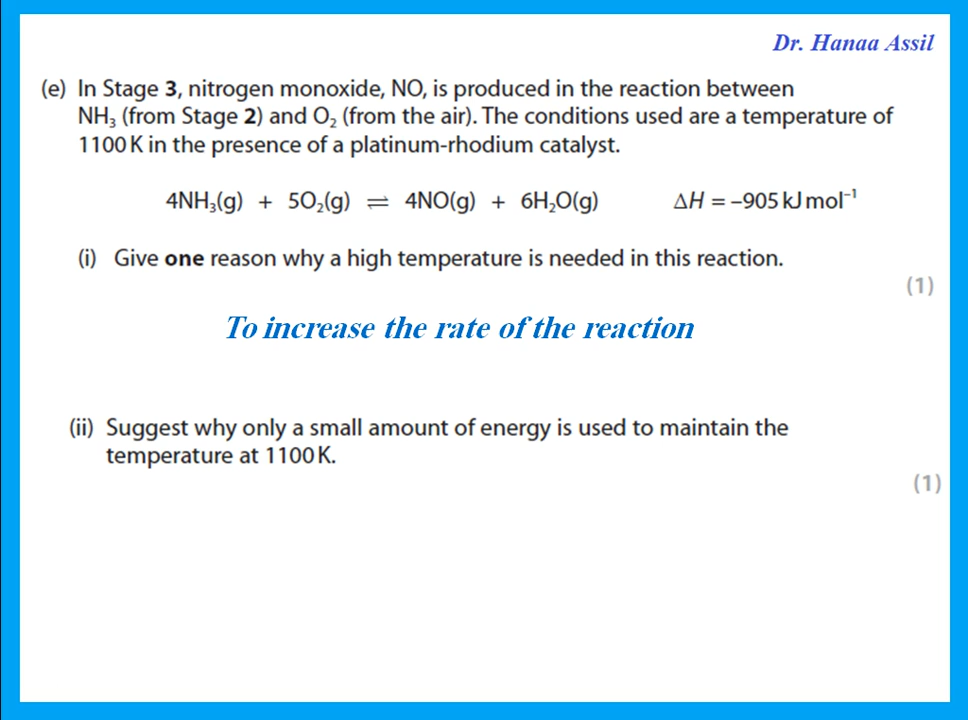 Dr. Hanaa Assil
(e) In Stage 3, nitrogen monoxide, NO, is produced in the reaction between
NH₃ (from Stage 2) and O₂ (from the air). The conditions used are a temperature of
1100 K in the presence of a platinum-rhodium catalyst.
4NH₃(g) + 5O₂(g) ⇌ 4NO(g) + 6H₂O(g) ΔH = –905 kJ mol⁻¹
(i) Give one reason why a high temperature is needed in this reaction.
(1)
To increase the rate of the reaction
(ii) Suggest why only a small amount of energy is used to maintain the
temperature at 1100 K.
(1)